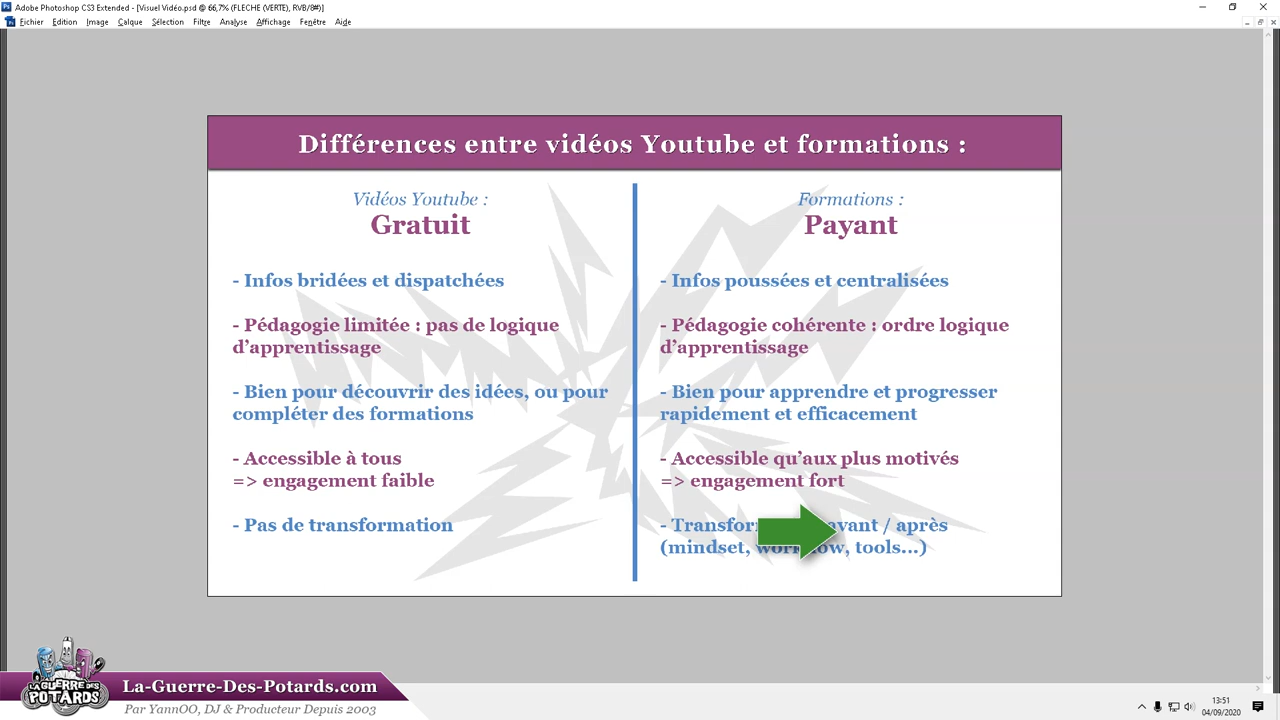 Adobe Photoshop CS3 Extended - [Visuel Vidéo.psd @ 66,7% (FLECHE (VERTE), RVB/8#)]
Fichier Edition Image Calque Sélection Filtre Analyse Affichage Fenêtre Aide
Différences entre vidéos Youtube et formations :
Vidéos Youtube :
Gratuit
- Infos bridées et dispatchées
- Pédagogie limitée : pas de logique
d’apprentissage
- Bien pour découvrir des idées, ou pour
compléter des formations
- Accessible à tous
=> engagement faible
- Pas de transformation
Formations :
Payant
- Infos poussées et centralisées
- Pédagogie cohérente : ordre logique
d’apprentissage
- Bien pour apprendre et progresser
rapidement et efficacement
- Accessible qu’aux plus motivés
=> engagement fort
- avant / après
(mindset, workflow, tools...)
LA GUERRE DES
POTARDS
La-Guerre-Des-Potards.com
Par YannOO, DJ & Producteur Depuis 2003
13:51
04/09/2020